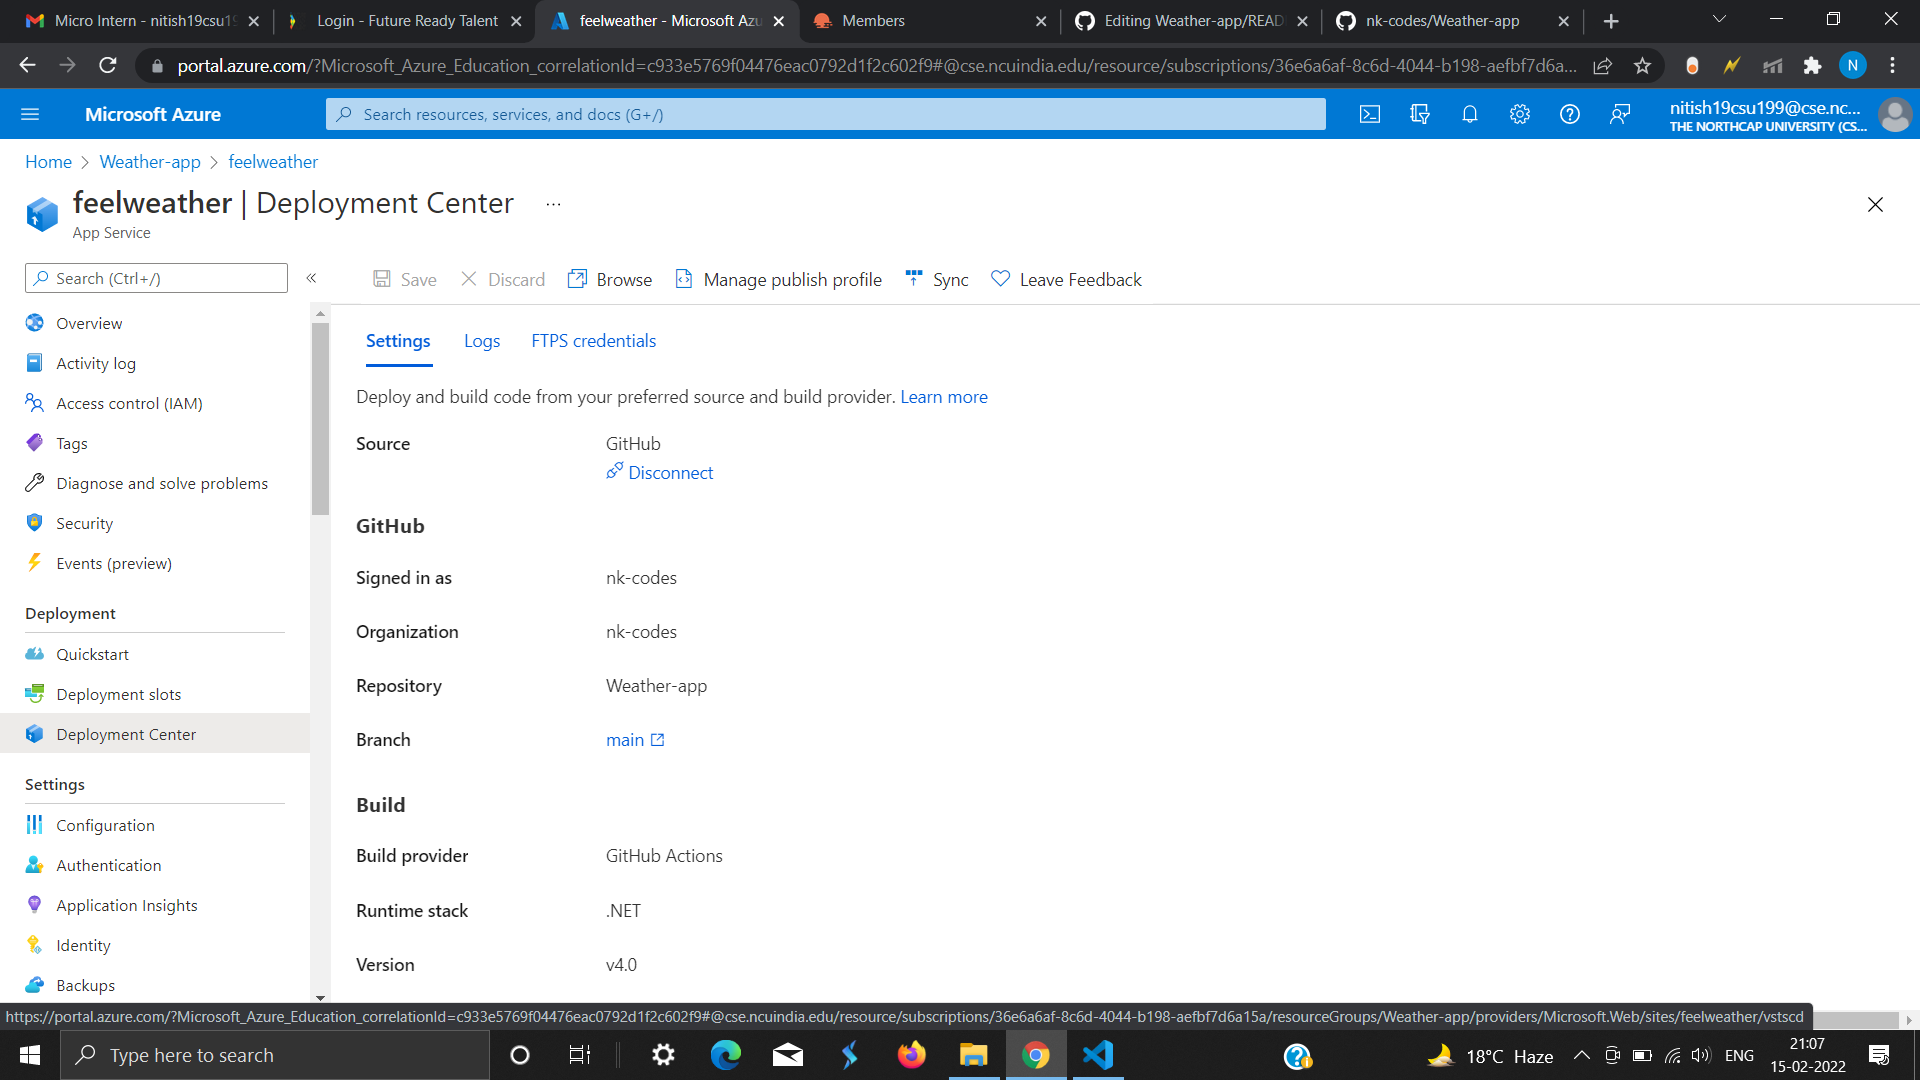 Micro Intern - nitish19csu19
Login - Future Ready Talent
feelweather - Microsoft Azu
Members
Editing Weather-app/READ
nk-codes/Weather-app
portal.azure.com/?Microsoft_Azure_Education_correlationId=c933e5769f04476eac0792d1f2c602f9#@cse.ncuindia.edu/resource/subscriptions/36e6a6af-8c6d-4044-b198-aefbf7d6a...
N
Microsoft Azure
Search resources, services, and docs (G+/)
nitish19csu199@cse.nc...
THE NORTHCAP UNIVERSITY (CS...
Home > Weather-app > feelweather
feelweather | Deployment Center ...
App Service
Search (Ctrl+/)
Save
Discard
Browse
Manage publish profile
Sync
Leave Feedback
Overview
Activity log
Access control (IAM)
Tags
Diagnose and solve problems
Security
Events (preview)
Deployment
Quickstart
Deployment slots
Deployment Center
Settings
Configuration
Authentication
Application Insights
Identity
Backups
Settings
Logs
FTPS credentials
Deploy and build code from your preferred source and build provider. Learn more
Source GitHub
Disconnect
GitHub
Signed in as nk-codes
Organization nk-codes
Repository Weather-app
Branch main
Build
Build provider GitHub Actions
Runtime stack .NET
Version v4.0
https://portal.azure.com/?Microsoft_Azure_Education_correlationId=c933e5769f04476eac0792d1f2c602f9#@cse.ncuindia.edu/resource/subscriptions/36e6a6af-8c6d-4044-b198-aefbf7d6a15a/resourceGroups/Weather-app/providers/Microsoft.Web/sites/feelweather/vstscd
Type here to search
18°C Haze
ENG
21:07
15-02-2022